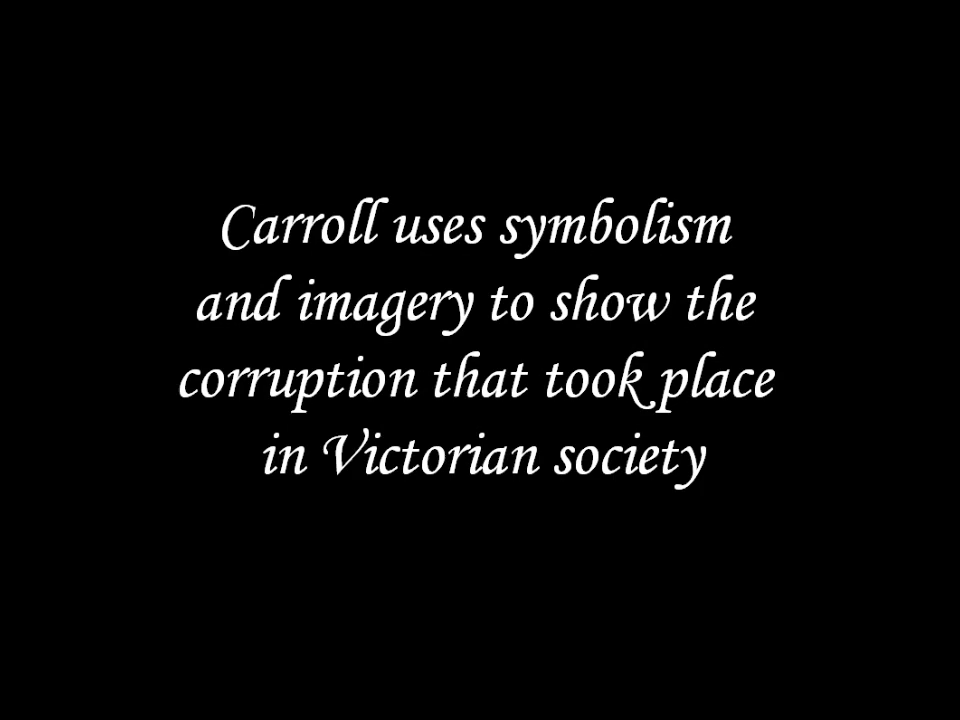 Carroll uses symbolism
and imagery to show the
corruption that took place
in Victorian society